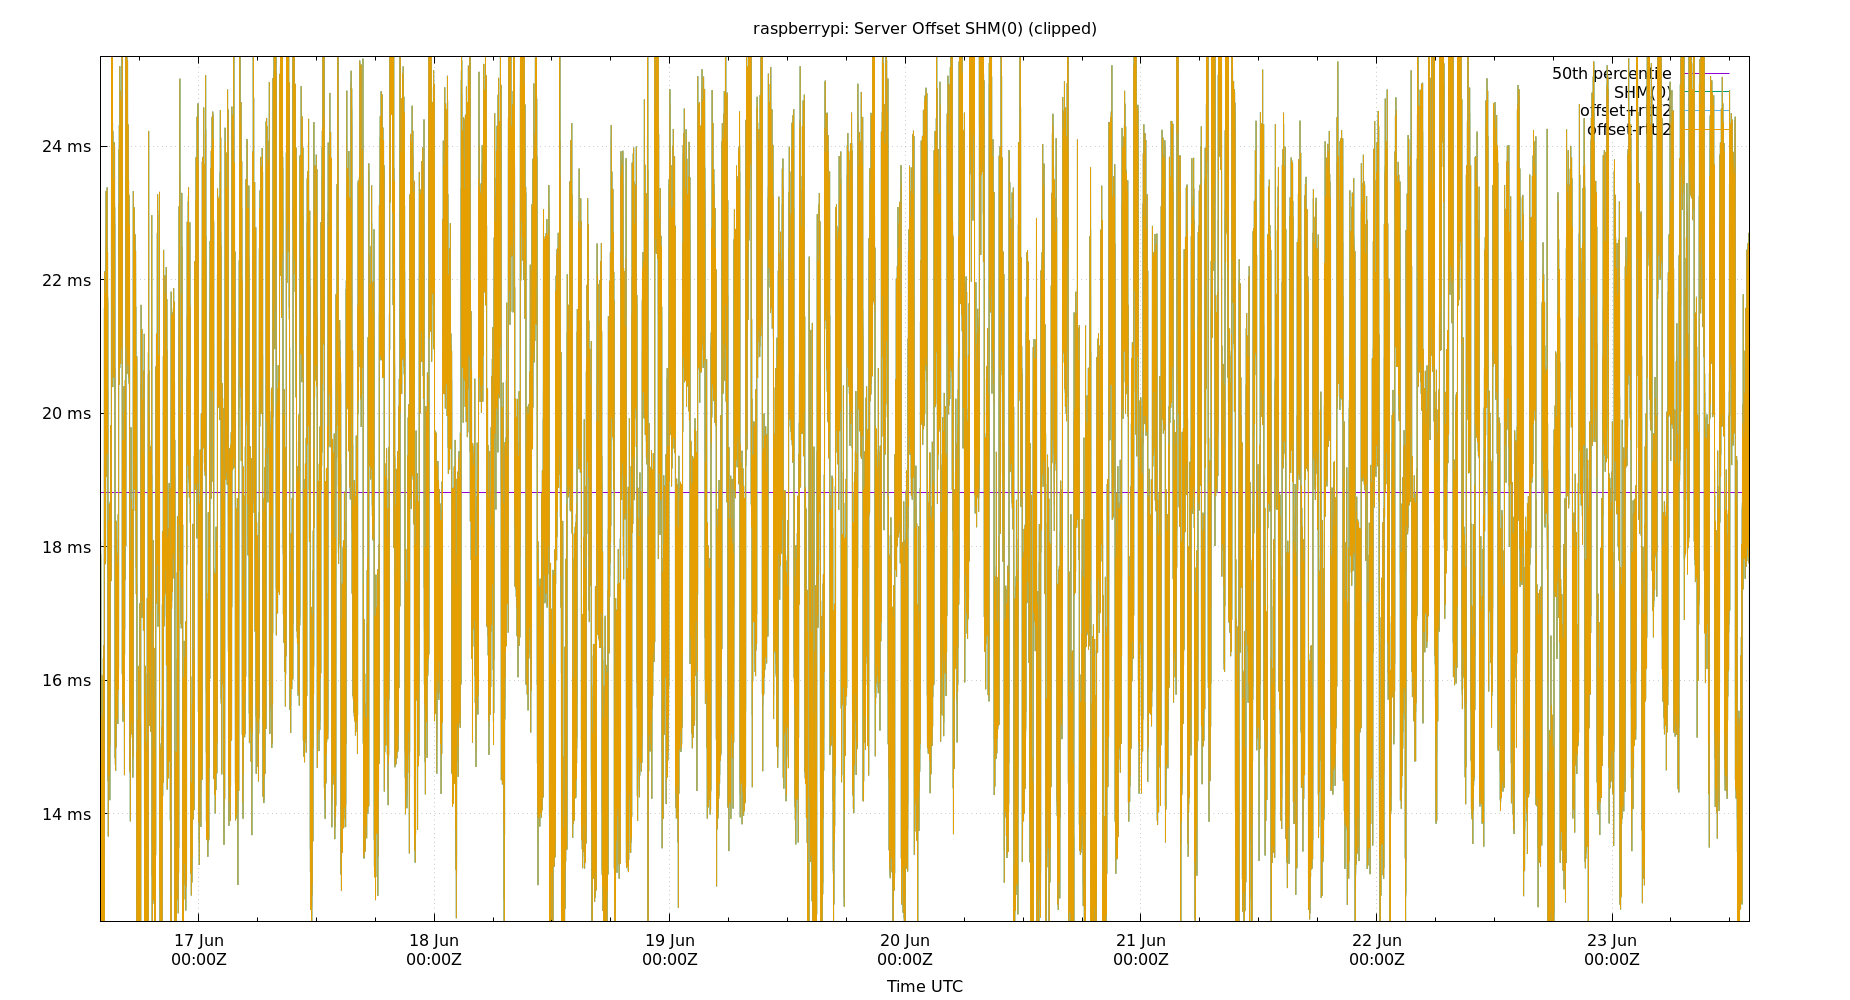 raspberrypi: Server Offset SHM(0) (clipped)
50th percentile
SHM(0)
offset+rtt/2
offset-rtt/2
24 ms
22 ms
20 ms
18 ms
16 ms
14 ms
17 Jun
00:00Z
18 Jun
00:00Z
19 Jun
00:00Z
20 Jun
00:00Z
21 Jun
00:00Z
22 Jun
00:00Z
23 Jun
00:00Z
Time UTC